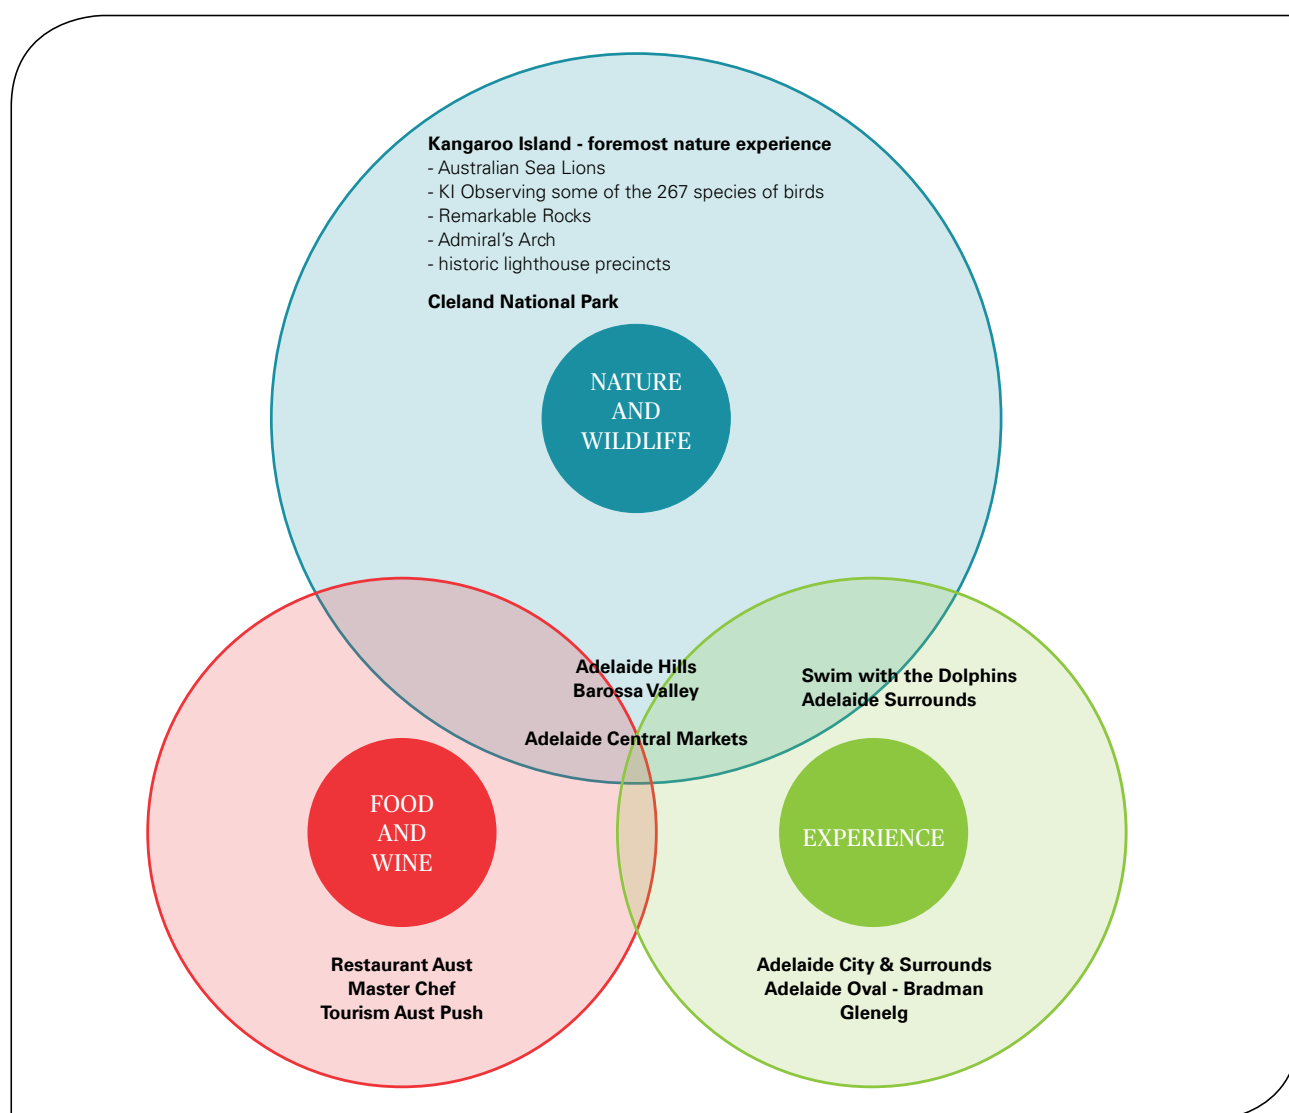 Kangaroo Island - foremost nature experience
- Australian Sea Lions
- KI Observing some of the 267 species of birds
- Remarkable Rocks
- Admiral's Arch
- historic lighthouse precincts
Cleland National Park
NATURE
AND
WILDLIFE
Adelaide Hills
Barossa Valley
Adelaide Central Markets
Swim with the Dolphins
Adelaide Surrounds
FOOD
AND
WINE
EXPERIENCE
Restaurant Aust
Master Chef
Tourism Aust Push
Adelaide City & Surrounds
Adelaide Oval - Bradman
Glenelg